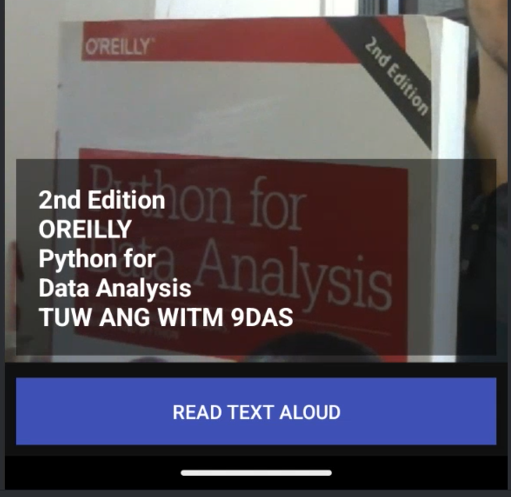 O'REILLY
2nd Edition
Python for
Data Analysis
2nd Edition
OREILLY
Python for
Data Analysis
TUW ANG WITM 9DAS
READ TEXT ALOUD